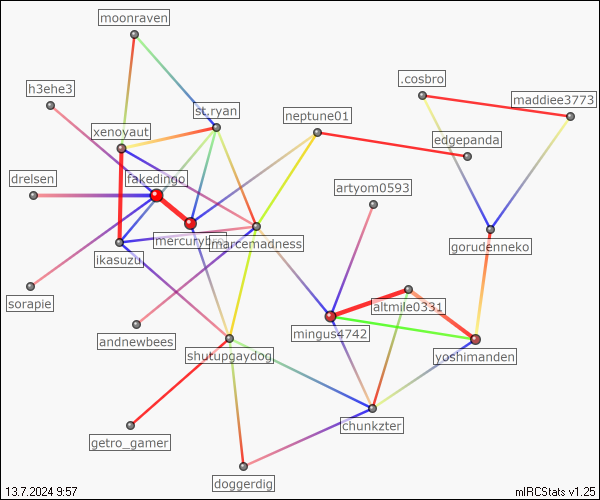 moonraven
h3ehe3
.cosbro
maddiee3773
st.ryan
neptune01
xenoyaut
edgepanda
drelsen
fakedingo
artyom0593
mercurybr
marcemadness
gorudenneko
ikasuzu
sorapie
altmile0331
andnewbees
mingus4742
shutupgaydog
yoshimanden
chunkzter
getro_gamer
doggerdig
13.7.2024 9:57
mIRCStats v1.25